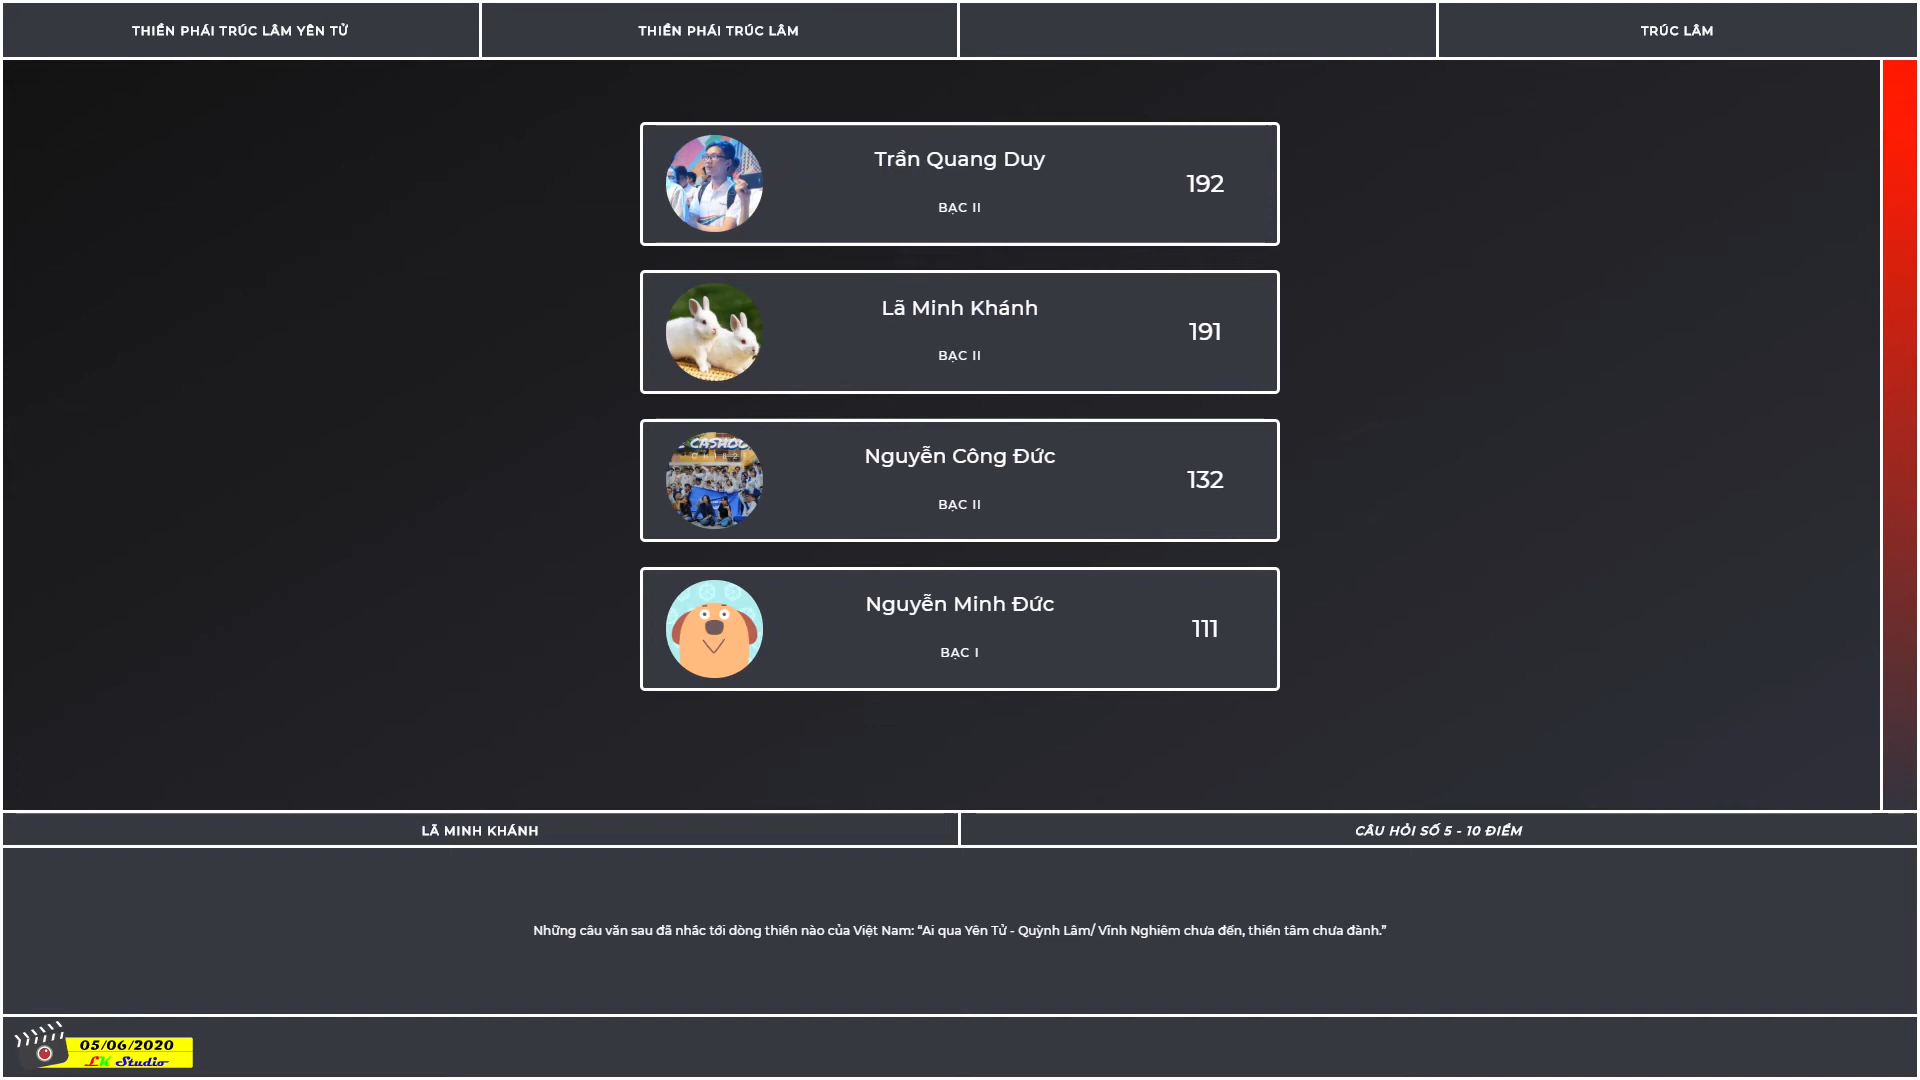 THIỀN PHÁI TRÚC LÂM YÊN TỬ
THIỀN PHÁI TRÚC LÂM
TRÚC LÂM
Trần Quang Duy
192
BẠC II
Lã Minh Khánh
191
BẠC II
Nguyễn Công Đức
132
BẠC II
Nguyễn Minh Đức
111
BẠC I
LÃ MINH KHÁNH
CÂU HỎI SỐ 5 - 10 ĐIỂM
Những câu văn sau đã nhắc tới dòng thiền nào của Việt Nam: “Ai qua Yên Tử - Quỳnh Lâm/ Vĩnh Nghiêm chưa đến, thiền tâm chưa đành.”
05/06/2020
LK Studio